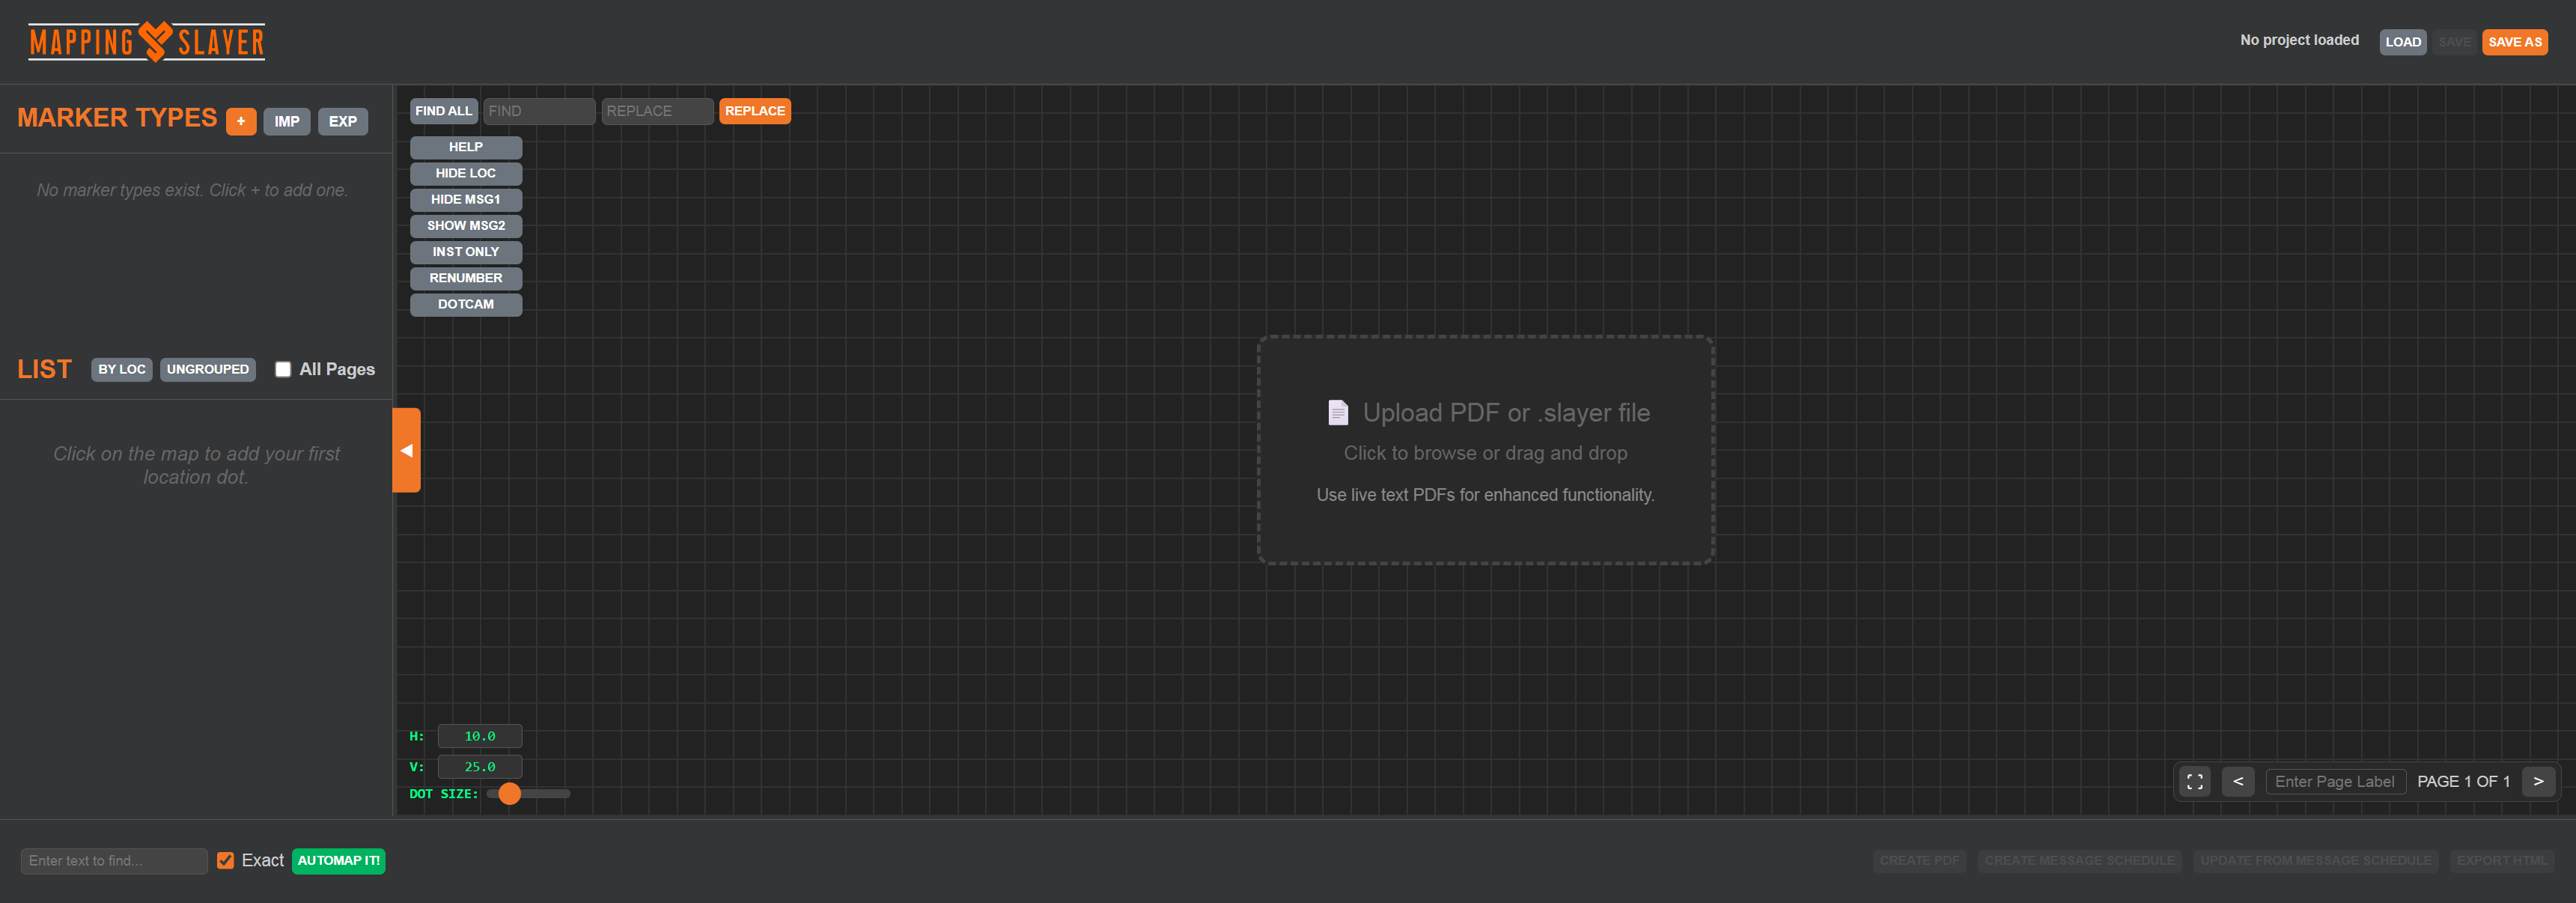 MAPPING SLAYER
No project loaded
LOAD
SAVE
SAVE AS
MARKER TYPES
+
IMP
EXP
No marker types exist. Click + to add one.
FIND ALL
FIND
REPLACE
REPLACE
HELP
HIDE LOC
HIDE MSG1
SHOW MSG2
INST ONLY
RENUMBER
DOTCAM
LIST
BY LOC
UNGROUPED
All Pages
Click on the map to add your first
location dot.
Upload PDF or .slayer file
Click to browse or drag and drop
Use live text PDFs for enhanced functionality.
H: 10.0
V: 25.0
DOT SIZE:
<
Enter Page Label
PAGE 1 OF 1
>
Enter text to find...
Exact
AUTOMAP IT!
CREATE PDF
CREATE MESSAGE SCHEDULE
UPDATE FROM MESSAGE SCHEDULE
EXPORT HTML